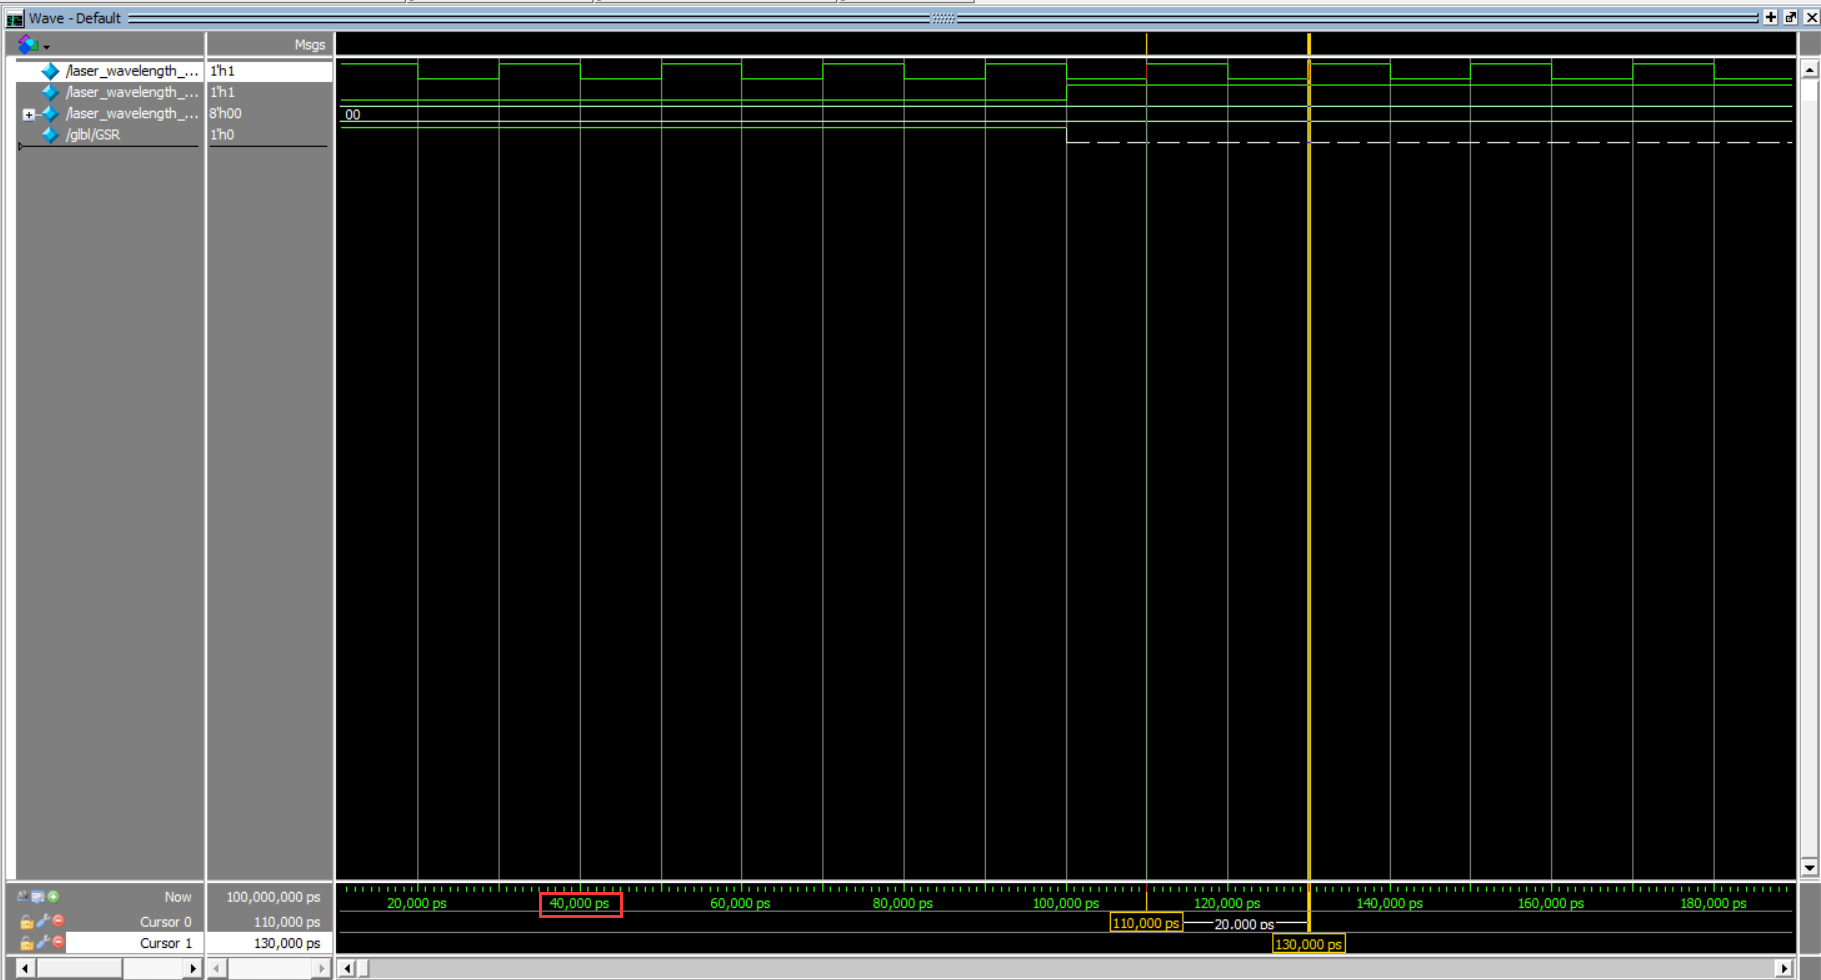 Wave - Default
Msgs
/laser_wavelength_... 1'h1
/laser_wavelength_... 1'h1
/laser_wavelength_... 8'h00 00
/glbl/GSR 1'h0
Now 100,000,000 ps 20,000 ps 40,000 ps 60,000 ps 80,000 ps 100,000 ps 120,000 ps 140,000 ps 160,000 ps 180,000 ps
Cursor 0 110,000 ps 110,000 ps 20,000 ps
Cursor 1 130,000 ps 130,000 ps